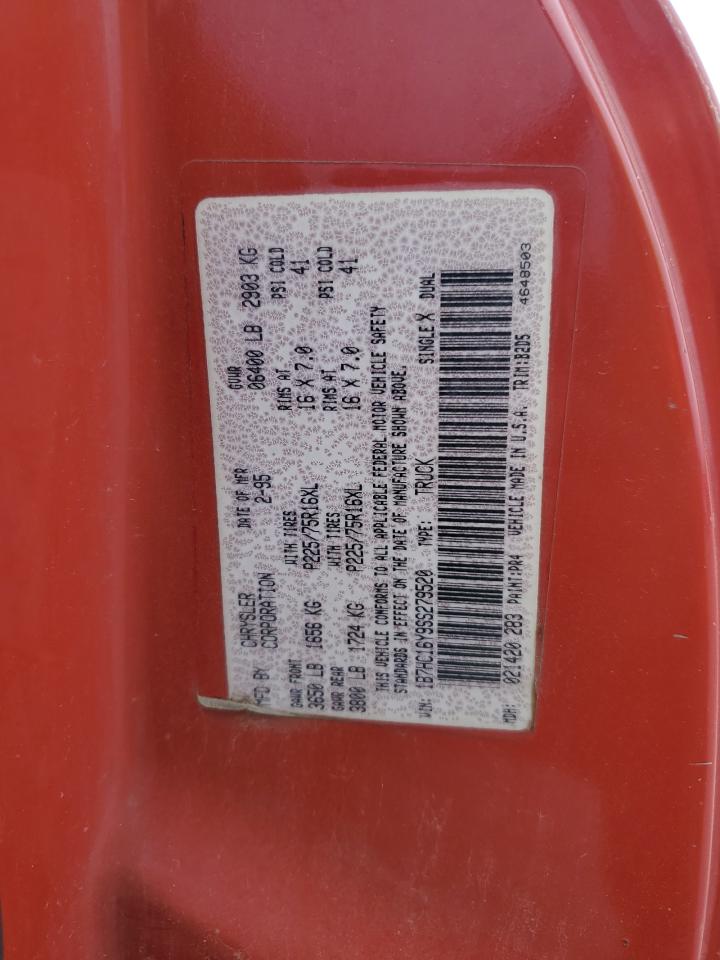 MFD BY CHRYSLER CORPORATION DATE OF MFR 2-95 GVWR 06400 LB 2903 KG
GAWR FRONT WITH TIRES RIMS AT PSI COLD
3650 LB 1656 KG P225/75R16XL 16 X 7.0 41
GAWR REAR WITH TIRES RIMS AT PSI COLD
3800 LB 1724 KG P225/75R16XL 16 X 7.0 41
THIS VEHICLE CONFORMS TO ALL APPLICABLE FEDERAL MOTOR VEHICLE SAFETY
STANDARDS IN EFFECT ON THE DATE OF MANUFACTURE SHOWN ABOVE.
VIN: 1B7HC16Y9SS279520 TYPE: TRUCK SINGLE X DUAL
MDH: 021420 283 PAINT:PR4 VEHICLE MADE IN U.S.A. TRIM:B2D5
4648503